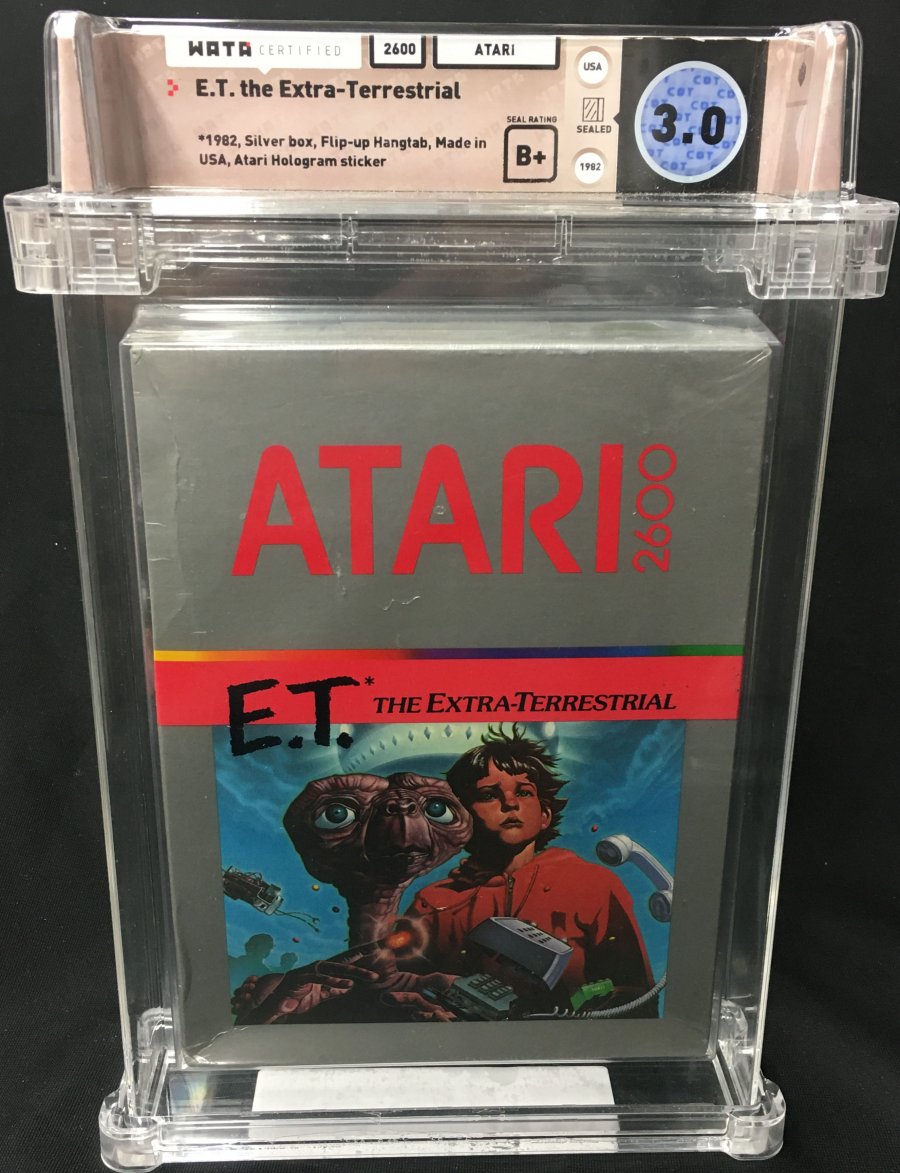 WATA CERTIFIED
2600
ATARI
USA
E.T. the Extra-Terrestrial
SEALED
3.0
CBT
*1982, Silver box, Flip-up Hangtab, Made in
USA, Atari Hologram sticker
SEAL RATING
B+
1982
ATARI 2600
E.T.* THE EXTRA-TERRESTRIAL